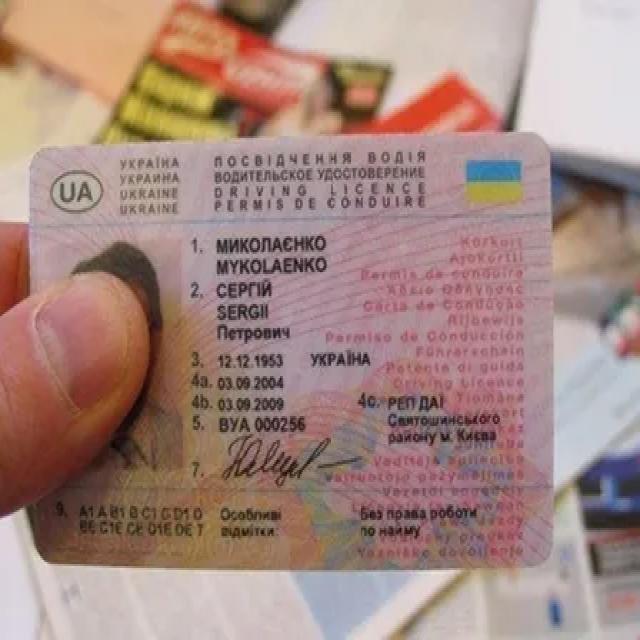 UA
УКРАЇНА
УКРАИНА
UKRAINE
UKRAINE
ПОСВІДЧЕННЯ ВОДІЯ
ВОДИТЕЛЬСКОЕ УДОСТОВЕРЕНИЕ
DRIVING LICENCE
PERMIS DE CONDUIRE
1. МИКОЛАЄНКО
MYKOLAENKO
2. СЕРГІЙ
SERGII
Петрович
3. 12.12.1953 УКРАЇНА
4a. 03.09.2004
4b. 03.09.2009
4c. РЕП ДАІ
Святошинського
району м. Києва
5. ВУА 000256
7.
9. A1 A B1 B C1 C D1 D
BE C1E CE D1E DE T
Особливі
відмітки:
Без права роботи
по найму
Permis de conduire
Άδεια Οδήγησης
Carta de Condução
Rijbewijs
Permiso de Conducción
Führerschein
Patente di guida
Driving Licence